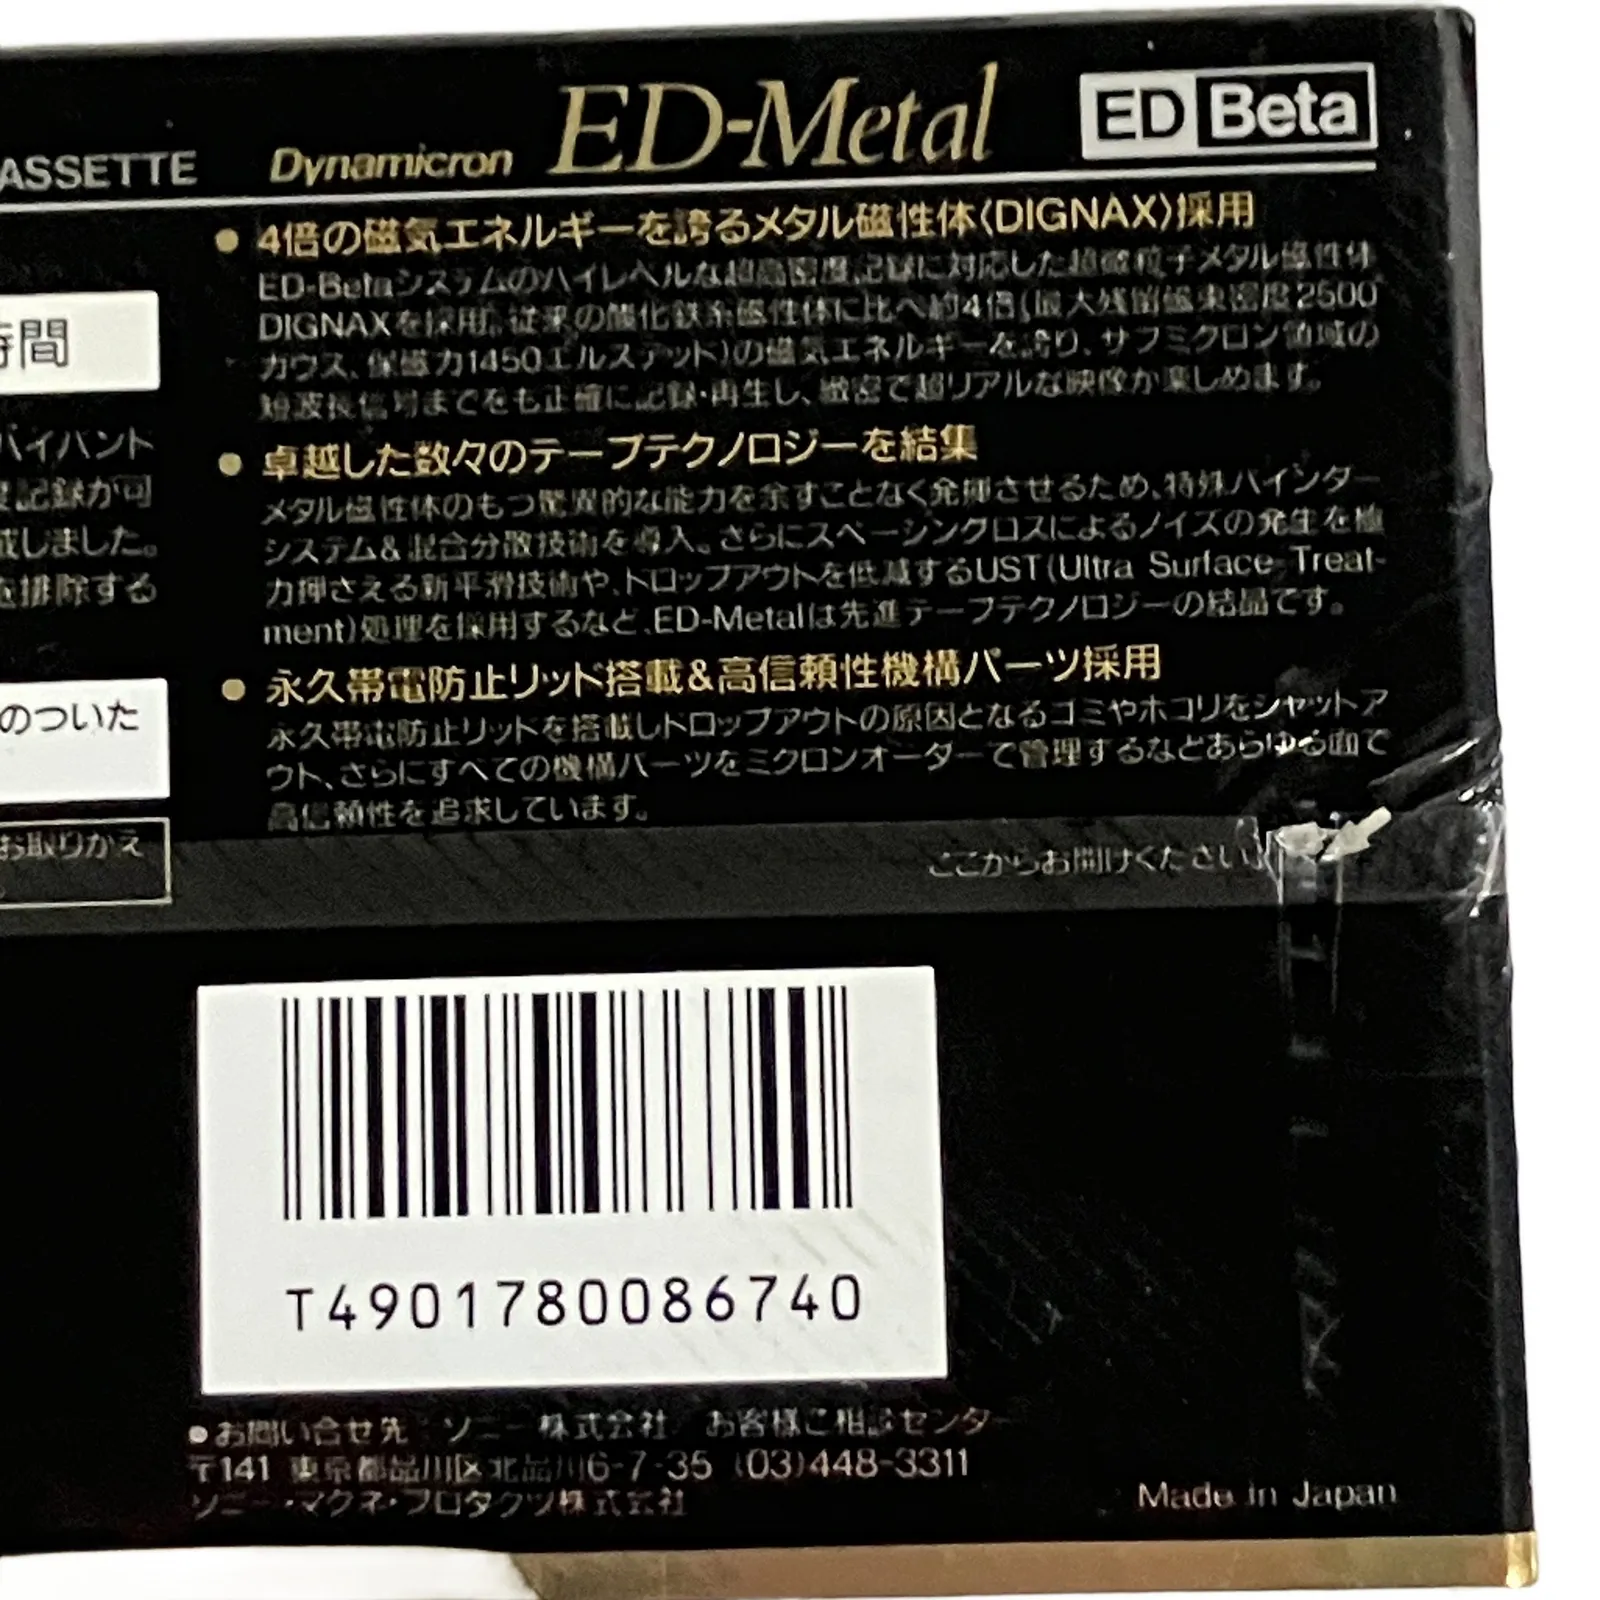 ASSETTE Dynamicron ED-Metal ED Beta
● 4倍の磁気エネルギーを誇るメタル磁性体〈DIGNAX〉採用
ED-Betaシステムのハイレベルな超高密度記録に対応した超微粒子メタル磁性体
DIGNAXを採用。従来の酸化鉄系磁性体に比べ約4倍(最大残留磁束密度2500
ガウス、保磁力1450エルステッド)の磁気エネルギーを誇り、サブミクロン領域の
短波長信号までをも正確に記録・再生し、緻密で超リアルな映像が楽しめます。
● 卓越した数々のテープテクノロジーを結集
メタル磁性体のもつ驚異的な能力を余すことなく発揮させるため、特殊バインダー
システム&混合分散技術を導入。さらにスペーシングロスによるノイズの発生を極
力押さえる新平滑技術や、ドロップアウトを低減するUST(Ultra Surface Treat-
ment)処理を採用するなど、ED-Metalは先進テープテクノロジーの結晶です。
● 永久帯電防止リッド搭載&高信頼性機構パーツ採用
永久帯電防止リッドを搭載しドロップアウトの原因となるゴミやホコリをシャットア
ウト、さらにすべての機構パーツをミクロンオーダーで管理するなどあらゆる面で
高信頼性を追求しています。
時間
バイバント
記録が可
成しました。
を排除する
のついた
お取りかえ
ここからお開けください
T4901780086740
●お問い合せ先 ソニー株式会社 お客様ご相談センター
〒141 東京都品川区北品川6-7-35 (03)448-3311
ソニー・マグネ・プロダクツ株式会社
Made in Japan